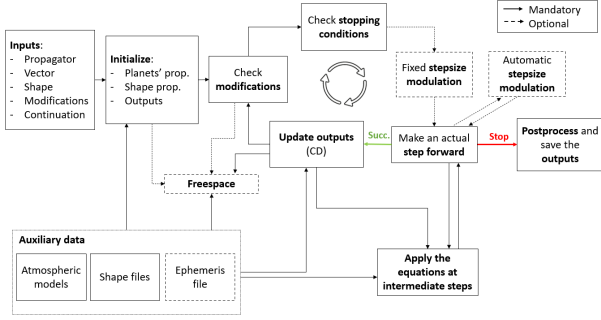 Mandatory
Optional
Inputs:
- Propagator
- Vector
- Shape
- Modifications
- Continuation
Initialize:
- Planets' prop.
- Shape prop.
- Outputs
Check
modifications
Check stopping
conditions
Fixed stepsize
modulation
Automatic
stepsize
modulation
Update outputs
(CD)
Succ.
Make an actual
step forward
Stop
Postprocess and
save the
outputs
Freespace
Auxiliary data
Atmospheric
models
Shape files
Ephemeris
file
Apply the
equations at
intermediate steps